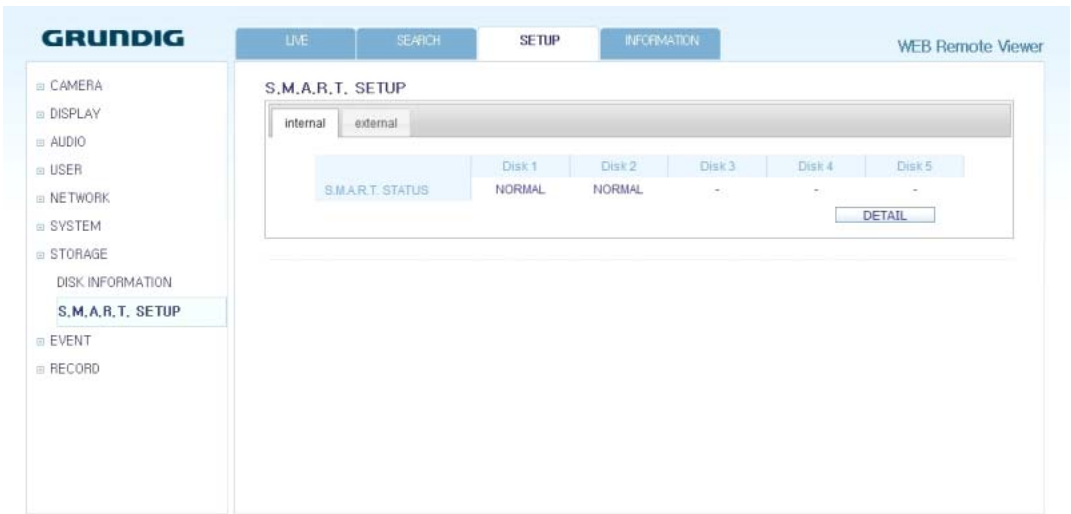 GRUNDIG
LIVE SEARCH SETUP INFORMATION
WEB Remote Viewer
CAMERA
DISPLAY
AUDIO
USER
NETWORK
SYSTEM
STORAGE
DISK INFORMATION
S.M.A.R.T. SETUP
EVENT
RECORD
S.M.A.R.T. SETUP
internal external
Disk 1 Disk 2 Disk 3 Disk 4 Disk 5
S.M.A.R.T. STATUS NORMAL NORMAL - - -
DETAIL